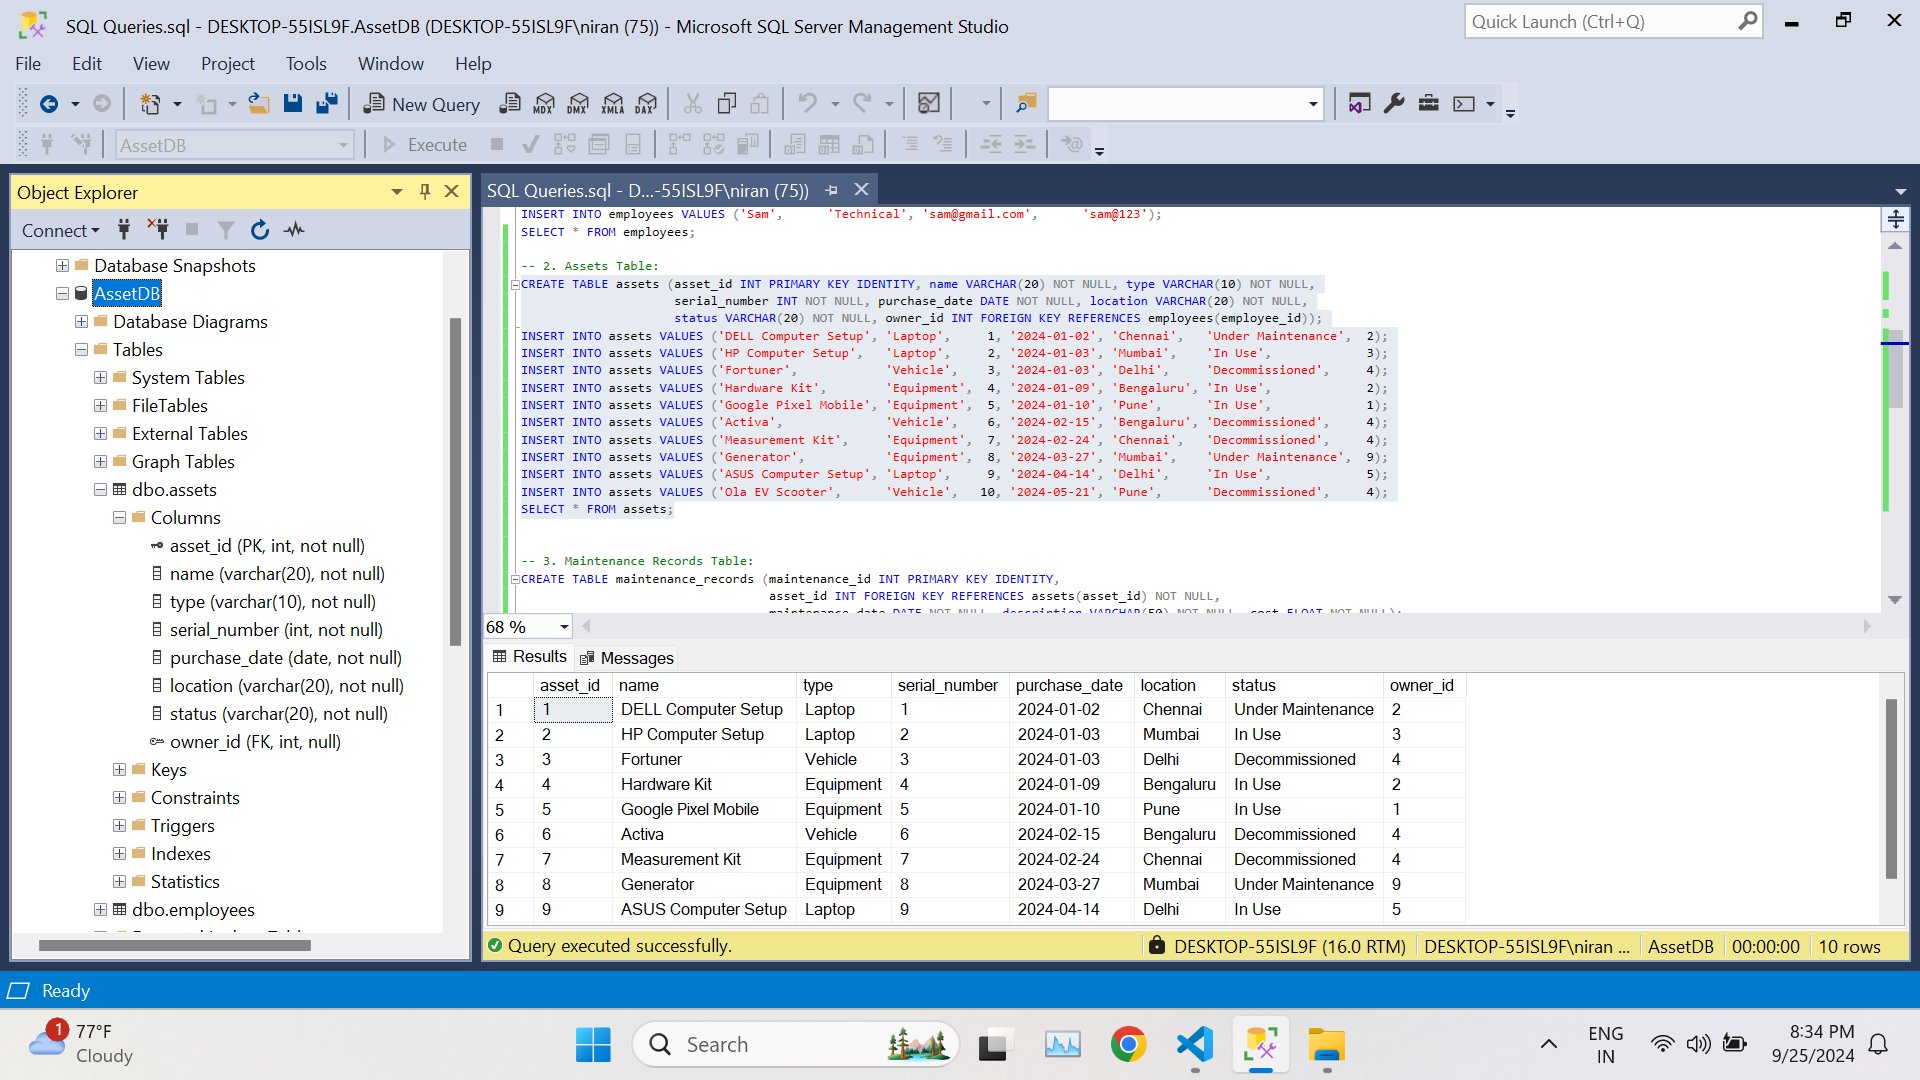 SQL Queries.sql - DESKTOP-55ISL9F.AssetDB (DESKTOP-55ISL9F\niran (75)) - Microsoft SQL Server Management Studio
Quick Launch (Ctrl+Q)
File Edit View Project Tools Window Help
New Query MDX DMX XMLA DAX
AssetDB Execute
Object Explorer
Connect
Database Snapshots
AssetDB
Database Diagrams
Tables
System Tables
FileTables
External Tables
Graph Tables
dbo.assets
Columns
asset_id (PK, int, not null)
name (varchar(20), not null)
type (varchar(10), not null)
serial_number (int, not null)
purchase_date (date, not null)
location (varchar(20), not null)
status (varchar(20), not null)
owner_id (FK, int, null)
Keys
Constraints
Triggers
Indexes
Statistics
dbo.employees
SQL Queries.sql - D...-55ISL9F\niran (75))
INSERT INTO employees VALUES ('Sam', 'Technical', 'sam@gmail.com', 'sam@123');
SELECT * FROM employees;
-- 2. Assets Table:
CREATE TABLE assets (asset_id INT PRIMARY KEY IDENTITY, name VARCHAR(20) NOT NULL, type VARCHAR(10) NOT NULL,
serial_number INT NOT NULL, purchase_date DATE NOT NULL, location VARCHAR(20) NOT NULL,
status VARCHAR(20) NOT NULL, owner_id INT FOREIGN KEY REFERENCES employees(employee_id));
INSERT INTO assets VALUES ('DELL Computer Setup', 'Laptop', 1, '2024-01-02', 'Chennai', 'Under Maintenance', 2);
INSERT INTO assets VALUES ('HP Computer Setup', 'Laptop', 2, '2024-01-03', 'Mumbai', 'In Use', 3);
INSERT INTO assets VALUES ('Fortuner', 'Vehicle', 3, '2024-01-03', 'Delhi', 'Decommissioned', 4);
INSERT INTO assets VALUES ('Hardware Kit', 'Equipment', 4, '2024-01-09', 'Bengaluru', 'In Use', 2);
INSERT INTO assets VALUES ('Google Pixel Mobile', 'Equipment', 5, '2024-01-10', 'Pune', 'In Use', 1);
INSERT INTO assets VALUES ('Activa', 'Vehicle', 6, '2024-02-15', 'Bengaluru', 'Decommissioned', 4);
INSERT INTO assets VALUES ('Measurement Kit', 'Equipment', 7, '2024-02-24', 'Chennai', 'Decommissioned', 4);
INSERT INTO assets VALUES ('Generator', 'Equipment', 8, '2024-03-27', 'Mumbai', 'Under Maintenance', 9);
INSERT INTO assets VALUES ('ASUS Computer Setup', 'Laptop', 9, '2024-04-14', 'Delhi', 'In Use', 5);
INSERT INTO assets VALUES ('Ola EV Scooter', 'Vehicle', 10, '2024-05-21', 'Pune', 'Decommissioned', 4);
SELECT * FROM assets;
-- 3. Maintenance Records Table:
CREATE TABLE maintenance_records (maintenance_id INT PRIMARY KEY IDENTITY,
asset_id INT FOREIGN KEY REFERENCES assets(asset_id) NOT NULL,
maintenance_date DATE NOT NULL, description VARCHAR(50) NOT NULL, cost FLOAT NOT NULL);
68 %
Results Messages
asset_id name type serial_number purchase_date location status owner_id
1 1 DELL Computer Setup Laptop 1 2024-01-02 Chennai Under Maintenance 2
2 2 HP Computer Setup Laptop 2 2024-01-03 Mumbai In Use 3
3 3 Fortuner Vehicle 3 2024-01-03 Delhi Decommissioned 4
4 4 Hardware Kit Equipment 4 2024-01-09 Bengaluru In Use 2
5 5 Google Pixel Mobile Equipment 5 2024-01-10 Pune In Use 1
6 6 Activa Vehicle 6 2024-02-15 Bengaluru Decommissioned 4
7 7 Measurement Kit Equipment 7 2024-02-24 Chennai Decommissioned 4
8 8 Generator Equipment 8 2024-03-27 Mumbai Under Maintenance 9
9 9 ASUS Computer Setup Laptop 9 2024-04-14 Delhi In Use 5
Query executed successfully. DESKTOP-55ISL9F (16.0 RTM) DESKTOP-55ISL9F\niran ... AssetDB 00:00:00 10 rows
Ready
1 77°F
Cloudy
Search
ENG
IN
8:34 PM
9/25/2024